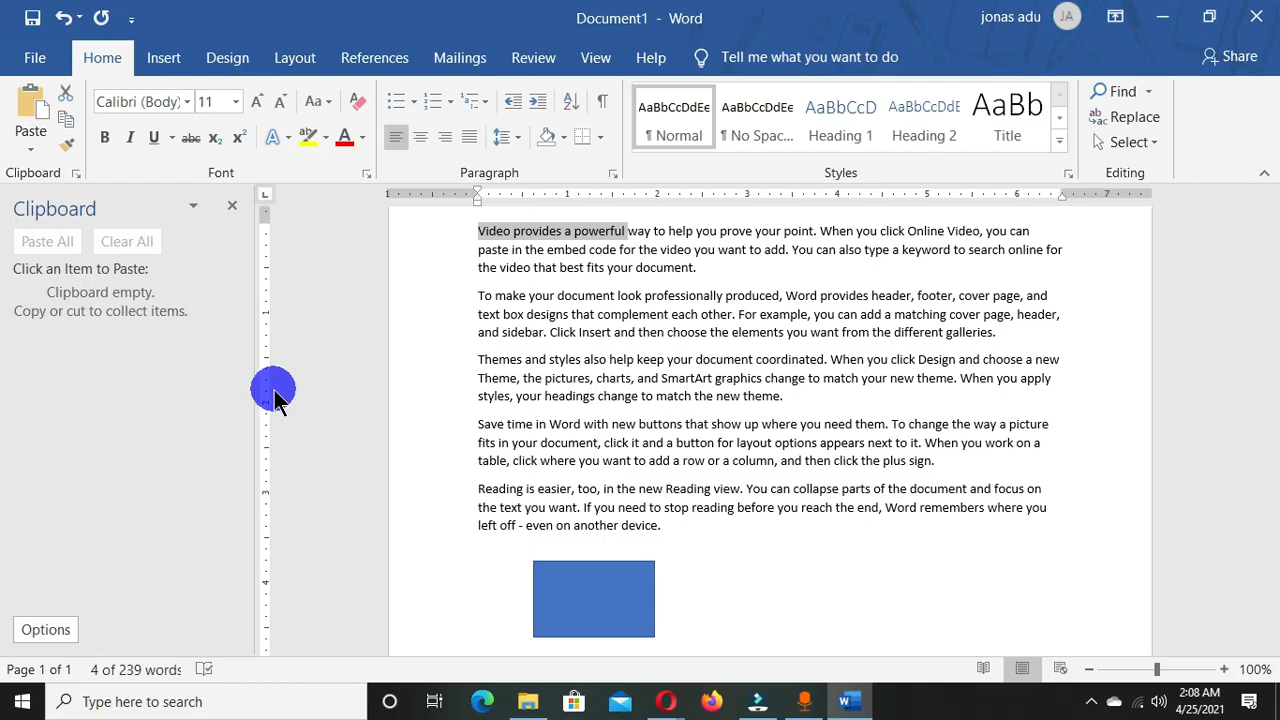 Document1 - Word
jonas adu JA
File Home Insert Design Layout References Mailings Review View Help Tell me what you want to do Share
Paste
Calibri (Body) 11 Aa
B I U abc X2 X2 A A
Clipboard Font Paragraph Styles Editing
AaBbCcDdEe AaBbCcDdEe AaBbCcD AaBbCcDdE AaBb
¶ Normal ¶ No Spac... Heading 1 Heading 2 Title
Find
Replace
Select
Clipboard
Paste All Clear All
Click an Item to Paste:
Clipboard empty.
Copy or cut to collect items.
Options
1 1 2 3 4 5 6 7
1
2
3
4
Video provides a powerful way to help you prove your point. When you click Online Video, you can
paste in the embed code for the video you want to add. You can also type a keyword to search online for
the video that best fits your document.
To make your document look professionally produced, Word provides header, footer, cover page, and
text box designs that complement each other. For example, you can add a matching cover page, header,
and sidebar. Click Insert and then choose the elements you want from the different galleries.
Themes and styles also help keep your document coordinated. When you click Design and choose a new
Theme, the pictures, charts, and SmartArt graphics change to match your new theme. When you apply
styles, your headings change to match the new theme.
Save time in Word with new buttons that show up where you need them. To change the way a picture
fits in your document, click it and a button for layout options appears next to it. When you work on a
table, click where you want to add a row or a column, and then click the plus sign.
Reading is easier, too, in the new Reading view. You can collapse parts of the document and focus on
the text you want. If you need to stop reading before you reach the end, Word remembers where you
left off - even on another device.
Page 1 of 1 4 of 239 words 100%
Type here to search
2:08 AM
4/25/2021